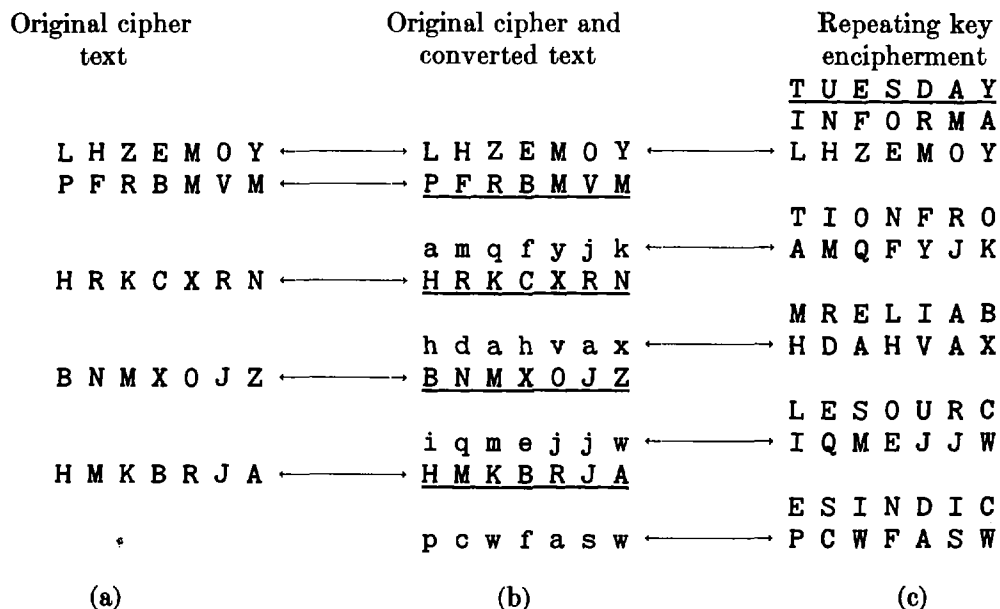 Original cipher text
Original cipher and converted text
Repeating key encipherment
T U E S D A Y
I N F O R M A
L H Z E M O Y ⟷ L H Z E M O Y ⟷ L H Z E M O Y
P F R B M V M ⟷ P F R B M V M
T I O N F R O
a m q f y j k ⟷ A M Q F Y J K
H R K C X R N ⟷ H R K C X R N
M R E L I A B
h d a h v a x ⟷ H D A H V A X
B N M X O J Z ⟷ B N M X O J Z
L E S O U R C
i q m e j j w ⟷ I Q M E J J W
H M K B R J A ⟷ H M K B R J A
E S I N D I C
p c w f a s w ⟷ P C W F A S W
(a) (b) (c)